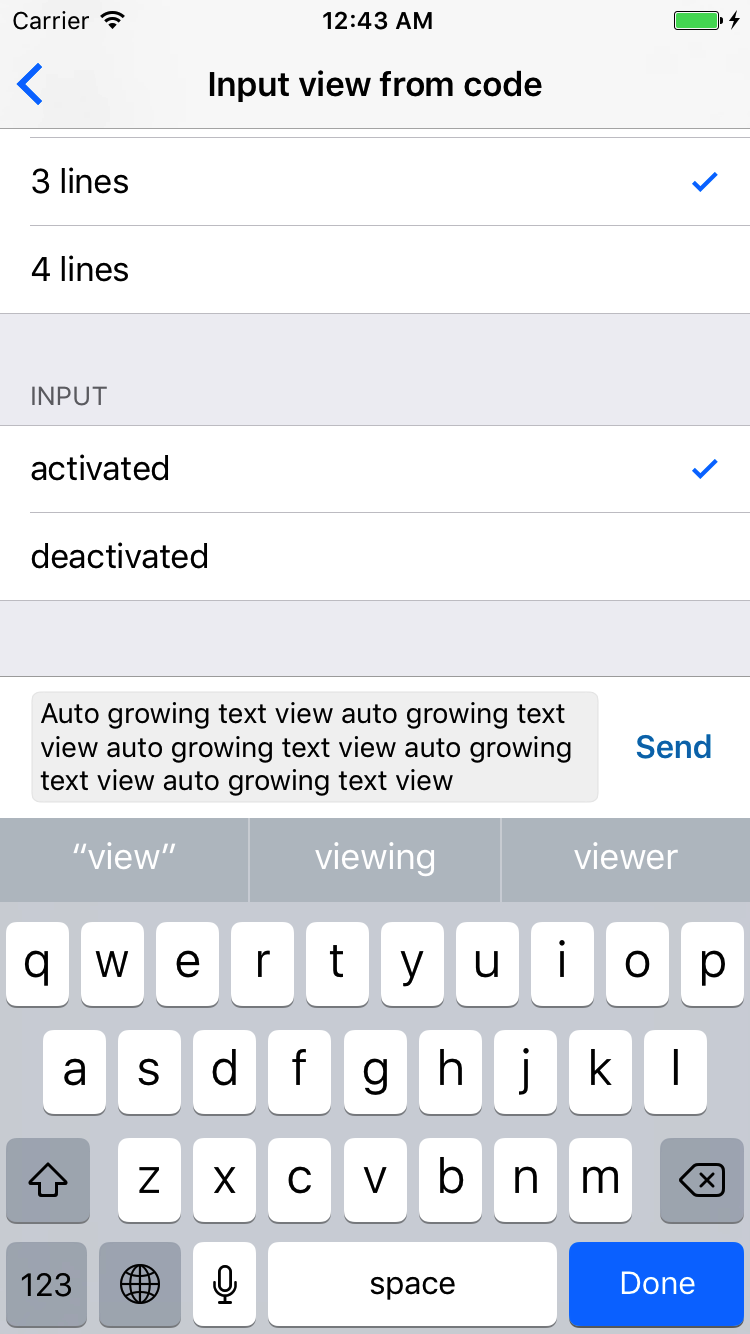 Carrier 12:43 AM
Input view from code
3 lines
4 lines
INPUT
activated
deactivated
Auto growing text view auto growing text
view auto growing text view auto growing
text view auto growing text view
Send
“view” viewing viewer
q w e r t y u i o p
a s d f g h j k l
z x c v b n m
123 space Done